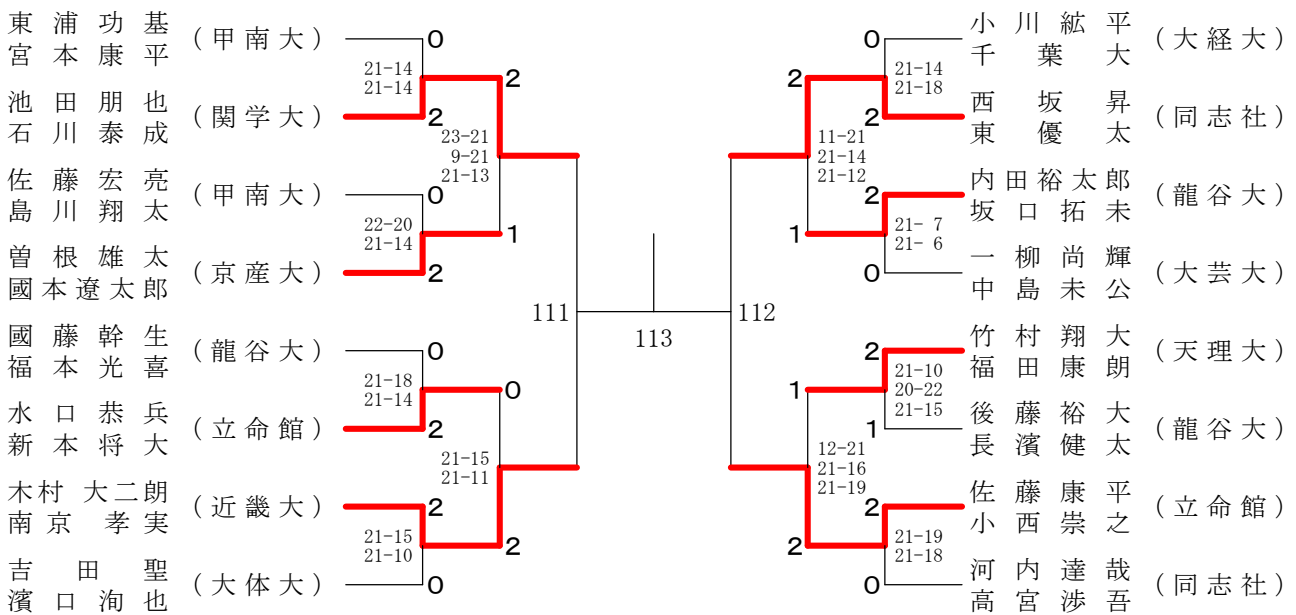 東浦功基
宮本康平
(甲南大)
0
21-14
21-14
池田朋也
石川泰成
(関学大)
2
2
23-21
9-21
21-13
佐藤宏亮
島川翔太
(甲南大)
0
22-20
21-14
曽根雄太
國本遼太郎
(京産大)
2
1
國藤幹生
福本光喜
(龍谷大)
0
21-18
21-14
水口恭兵
新本将大
(立命館)
2
0
21-15
21-11
木村 大二朗
南京孝実
(近畿大)
2
21-15
21-10
吉田聖
濱口洵也
(大体大)
0
2
111
113
112
小川紘平
千葉大
(大経大)
0
21-14
21-18
西坂昇
東優太
(同志社)
2
2
11-21
21-14
21-12
内田裕太郎
坂口拓未
(龍谷大)
2
21- 7
21- 6
一柳尚輝
中島未公
(大芸大)
0
1
竹村翔大
福田康朗
(天理大)
2
21-10
20-22
21-15
後藤裕大
長濱健太
(龍谷大)
1
1
12-21
21-16
21-19
佐藤康平
小西崇之
(立命館)
2
21-19
21-18
河内達哉
高宮渉吾
(同志社)
0
2